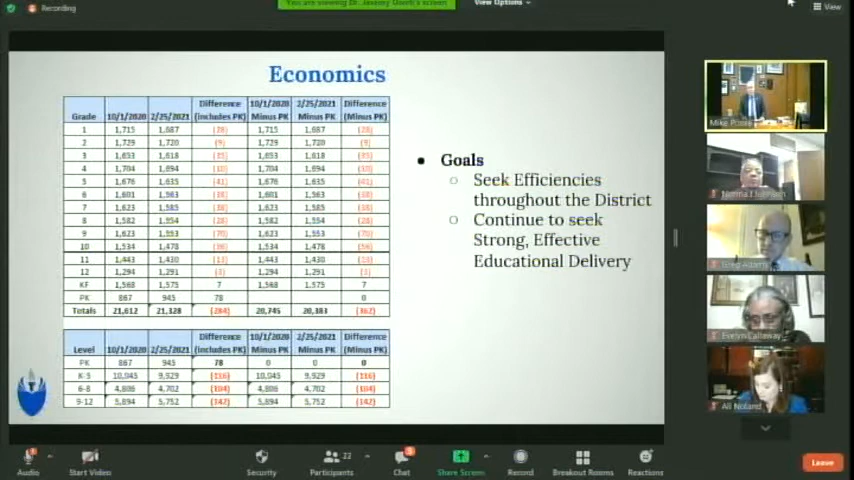 Recording
You are viewing Dr. Jeremy Owoh's screen
View Options
View
Economics
Grade 10/1/2020 2/25/2021 Difference (includes PK) 10/1/2020 Minus PK 2/25/2021 Minus PK Difference (Minus PK)
1 1,715 1,687 (28) 1,715 1,687 (28)
2 1,729 1,720 (9) 1,729 1,720 (9)
3 1,653 1,618 (35) 1,653 1,618 (35)
4 1,704 1,694 (10) 1,704 1,694 (10)
5 1,676 1,635 (41) 1,676 1,635 (41)
6 1,601 1,563 (38) 1,601 1,563 (38)
7 1,623 1,585 (38) 1,623 1,585 (38)
8 1,582 1,554 (28) 1,582 1,554 (28)
9 1,623 1,553 (70) 1,623 1,553 (70)
10 1,534 1,478 (56) 1,534 1,478 (56)
11 1,443 1,430 (13) 1,443 1,430 (13)
12 1,294 1,291 (3) 1,294 1,291 (3)
KF 1,568 1,575 7 1,568 1,575 7
PK 867 945 78 0
Totals 21,612 21,328 (284) 20,745 20,383 (362)
Level 10/1/2020 2/25/2021 Difference (includes PK) 10/1/2020 Minus PK 2/25/2021 Minus PK Difference (Minus PK)
PK 867 945 78 0 0 0
K-5 10,045 9,929 (116) 10,045 9,929 (116)
6-8 4,806 4,702 (104) 4,806 4,702 (104)
9-12 5,894 5,752 (142) 5,894 5,752 (142)
• Goals
○ Seek Efficiencies
throughout the District
○ Continue to seek
Strong, Effective
Educational Delivery
Mike Poore
Greg Adams
Evelyn Callaway
Ali Noland
Audio
Start Video
Security
Participants
22
Chat
Share Screen
Record
Breakout Rooms
Reactions
Leave